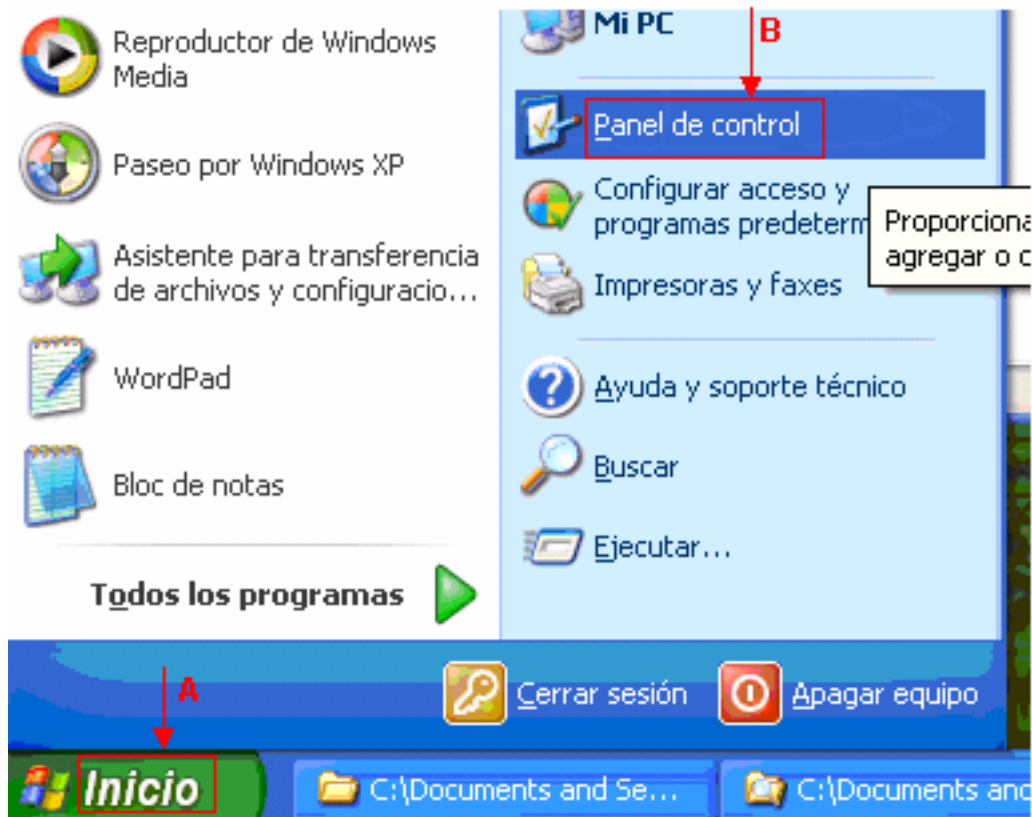 Reproductor de Windows
Media
Paseo por Windows XP
Asistente para transferencia
de archivos y configuracio...
WordPad
Bloc de notas
Todos los programas
Mi PC
B
Panel de control
Configurar acceso y
programas predeterm
Proporciona
agregar o c
Impresoras y faxes
Ayuda y soporte técnico
Buscar
Ejecutar...
A
Cerrar sesión
Apagar equipo
Inicio
C:\Documents and Se...
C:\Documents and